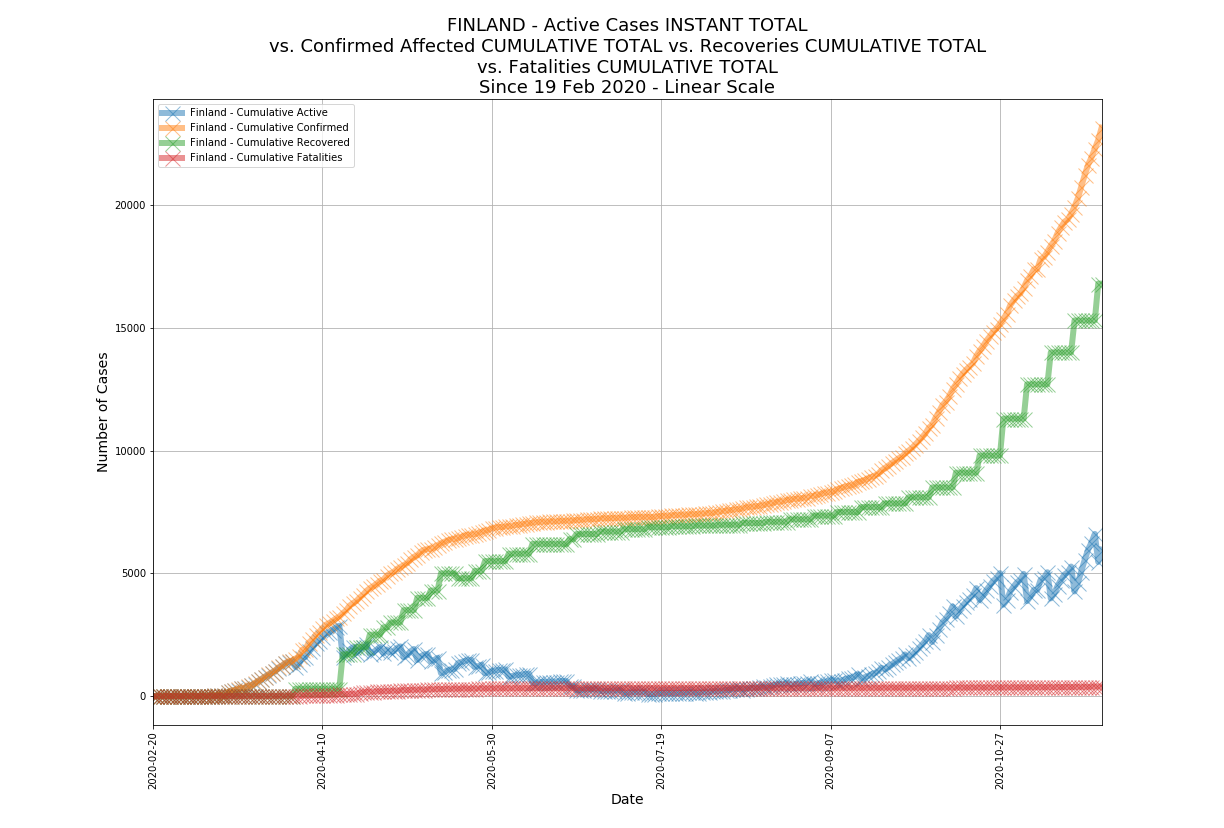 FINLAND - Active Cases INSTANT TOTAL
vs. Confirmed Affected CUMULATIVE TOTAL vs. Recoveries CUMULATIVE TOTAL
vs. Fatalities CUMULATIVE TOTAL
Since 19 Feb 2020 - Linear Scale
Finland - Cumulative Active
Finland - Cumulative Confirmed
Finland - Cumulative Recovered
Finland - Cumulative Fatalities
Number of Cases
20000
15000
10000
5000
0
2020-02-20
2020-04-10
2020-05-30
2020-07-19
2020-09-07
2020-10-27
Date